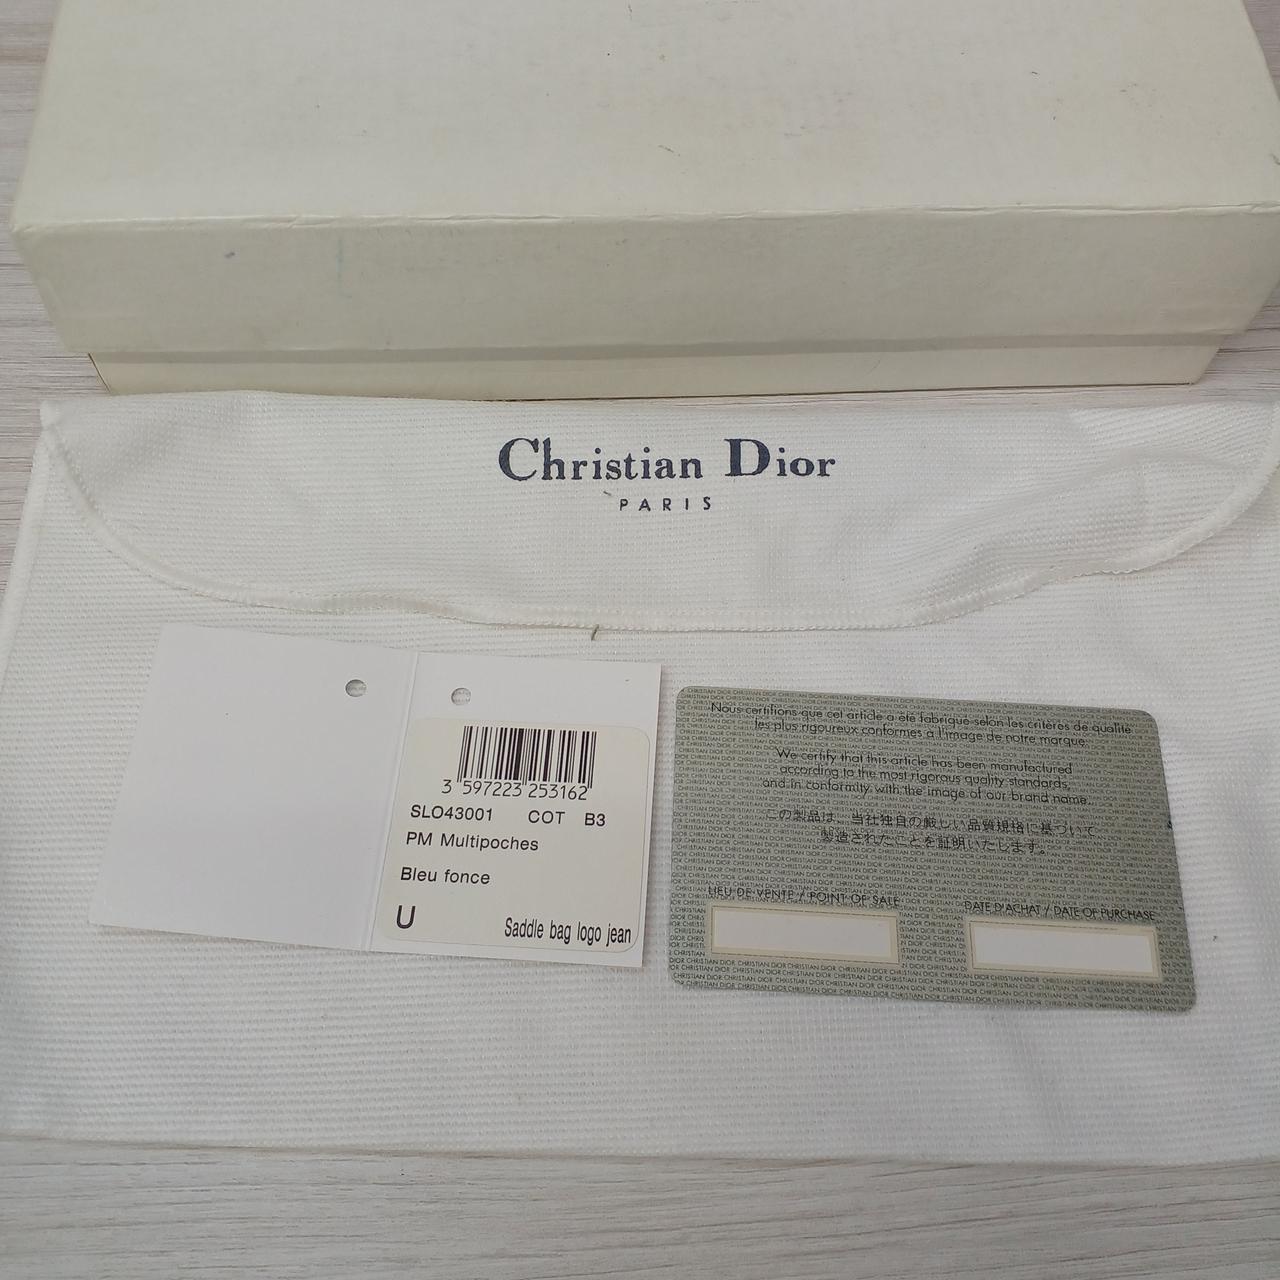 Christian Dior
PARIS
3 597223 253162
SLO43001 COT B3
PM Multipoches
Bleu fonce
U Saddle bag logo jean
Nous certifions que cet article a été fabriqué selon les critères de qualité
les plus rigoureux conformes à l'image de notre marque.
We certify that this article has been manufactured
according to the most rigorous quality standards,
and in conformity with the image of our brand name.
この製品は、当社独自の厳しい品質規格に基づいて
製造されたことを証明いたします。
LIEU DE VENTE / POINT OF SALE
DATE D'ACHAT / DATE OF PURCHASE